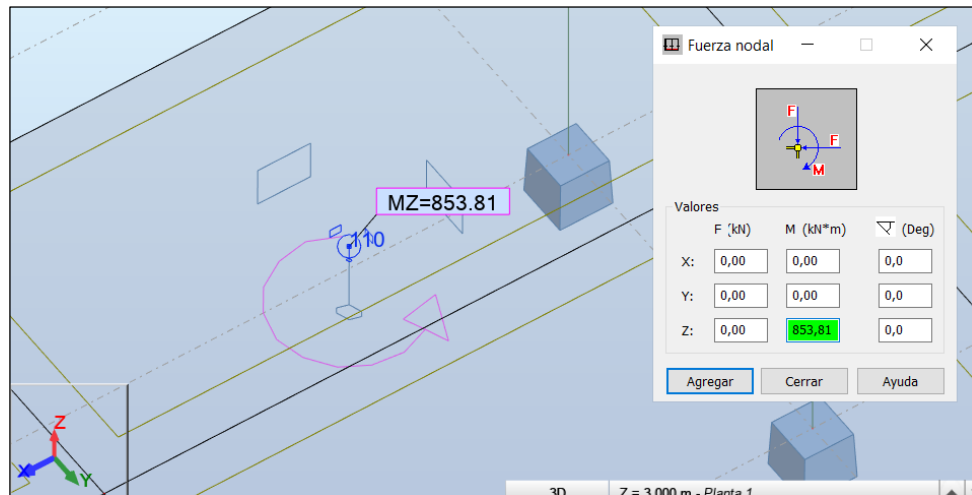 Fuerza nodal
F
F
M
Valores
F (kN) M (kN*m) (Deg)
X: 0,00 0,00 0,0
Y: 0,00 0,00 0,0
Z: 0,00 853,81 0,0
Agregar Cerrar Ayuda
MZ=853.81
110
Z
X
Y
3D Z = 3.000 m - Planta 1